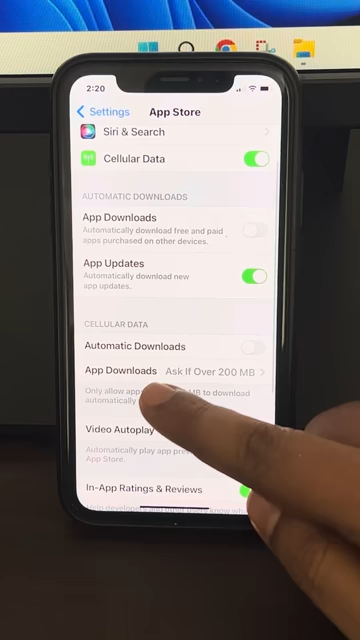 2:20
Settings
App Store
Siri & Search
Cellular Data
AUTOMATIC DOWNLOADS
App Downloads
Automatically download free and paid
apps purchased on other devices.
App Updates
Automatically download new
app updates.
CELLULAR DATA
Automatic Downloads
App Downloads Ask If Over 200 MB
Only allow app MB to download
automatically
Video Autoplay
Automatically play app
App Store.
In-App Ratings & Reviews